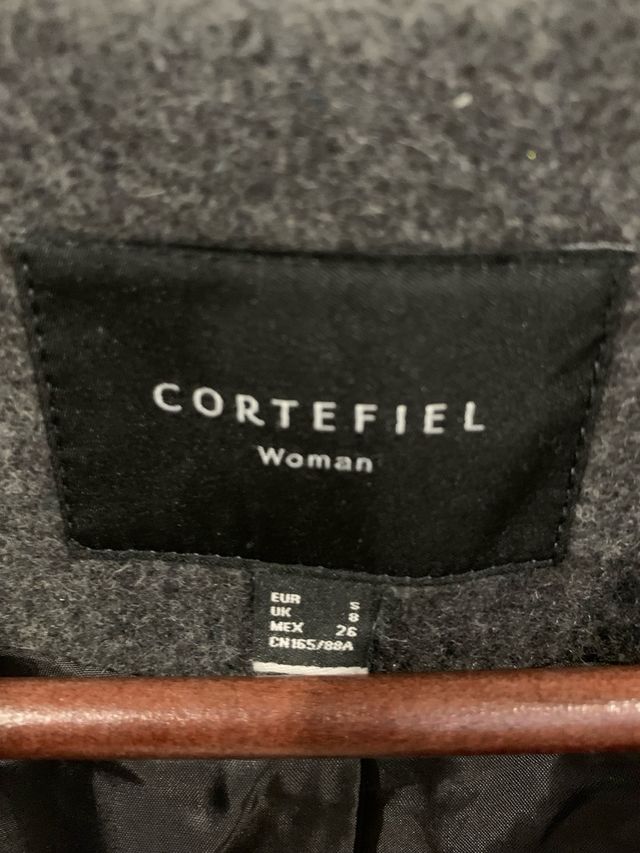 CORTEFIEL
Woman
EUR S
UK 8
MEX 26
CN165/88A